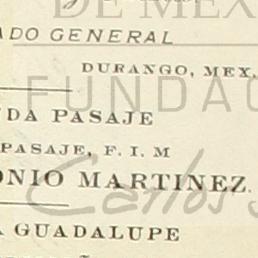 DE MEX
ADO GENERAL
DURANGO, MEX.
FUNDAC
DA PASAJE
PASAJE, F. I. M
ONIO MARTINEZ.
Carlos S
A GUADALUPE